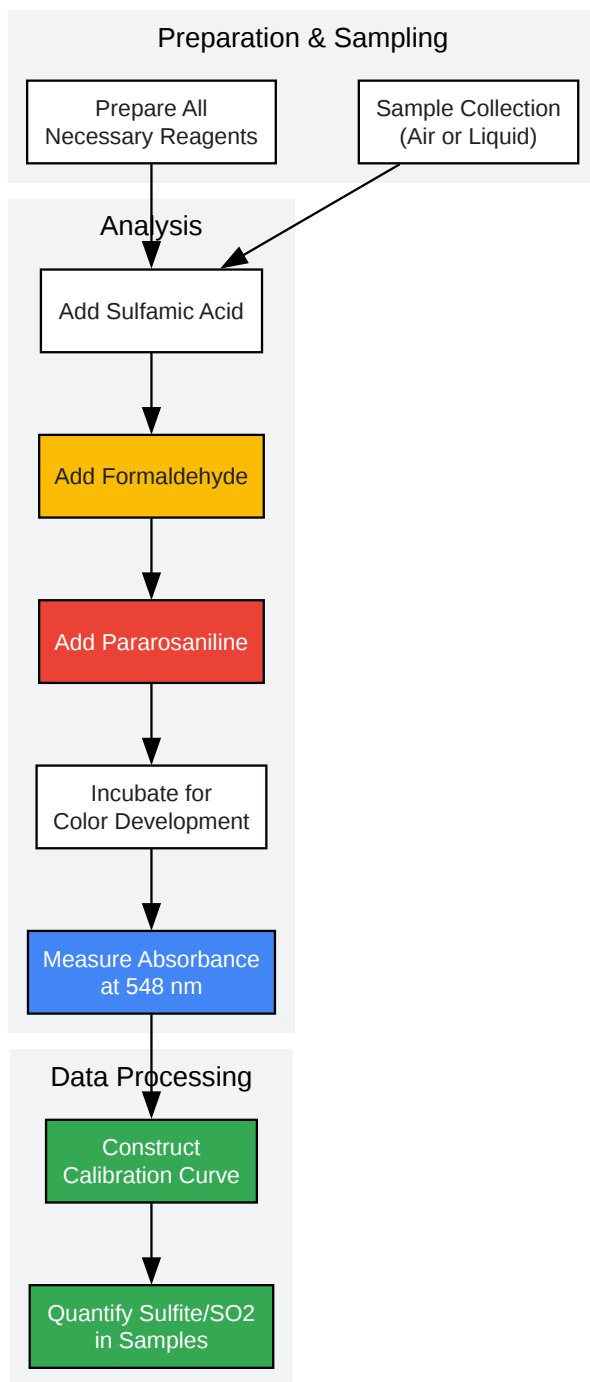 Preparation & Sampling
Prepare All
Necessary Reagents
Sample Collection
(Air or Liquid)
Analysis
Add Sulfamic Acid
Add Formaldehyde
Add Pararosaniline
Incubate for
Color Development
Measure Absorbance
at 548 nm
Data Processing
Construct
Calibration Curve
Quantify Sulfite/SO2
in Samples